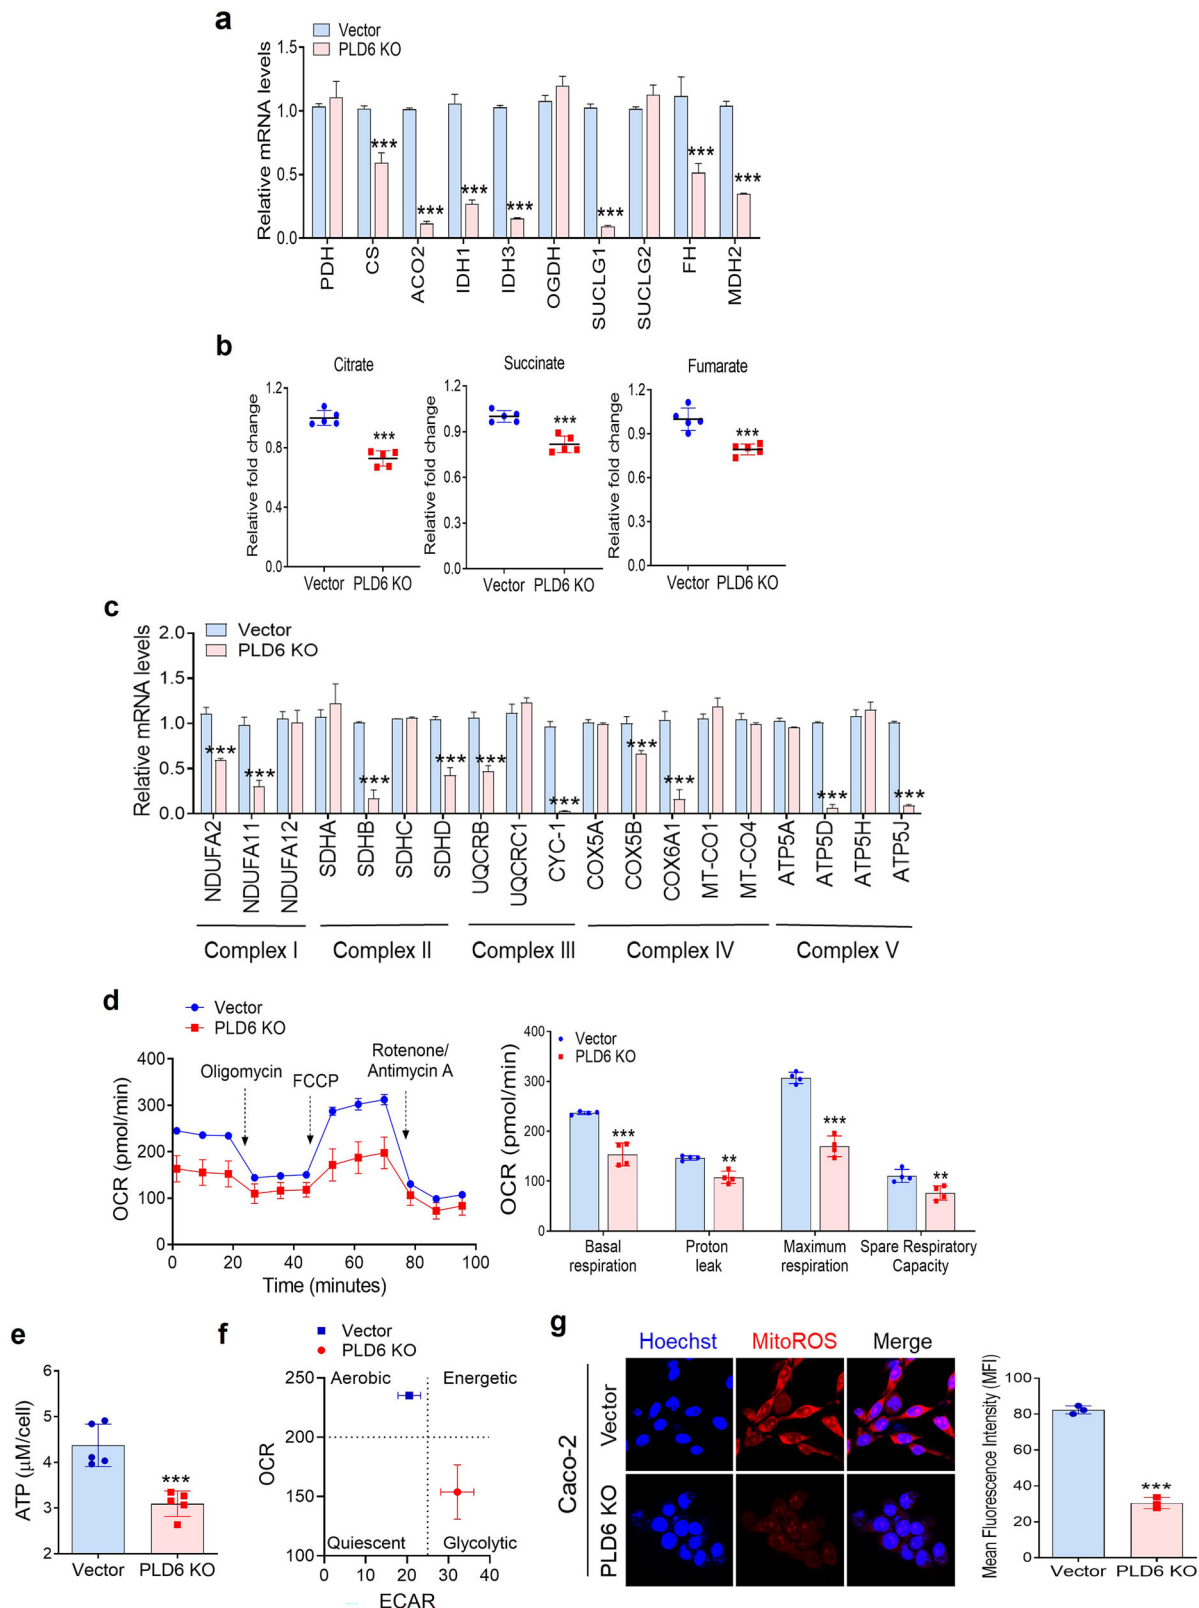 a
Vector
PLD6 KO
Relative mRNA levels
1.5
1.0
0.5
0.0
***
***
***
***
***
***
***
PDH
CS
ACO2
IDH1
IDH3
OGDH
SUCLG1
SUCLG2
FH
MDH2
b
Citrate
Relative fold change
1.2
0.8
0.4
0.0
***
Vector
PLD6 KO
Succinate
Relative fold change
1.2
0.9
0.6
0.3
0.0
***
Vector
PLD6 KO
Fumarate
Relative fold change
1.2
0.9
0.6
0.3
0.0
***
Vector
PLD6 KO
c
Vector
PLD6 KO
Relative mRNA levels
2.0
1.5
1.0
0.5
0.0
***
***
***
***
***
***
***
***
***
***
NDUFA2
NDUFA11
NDUFA12
SDHA
SDHB
SDHC
SDHD
UQCRB
UQCRC1
CYC-1
COX5A
COX5B
COX6A1
MT-CO1
MT-CO4
ATP5A
ATP5D
ATP5H
ATP5J
Complex I
Complex II
Complex III
Complex IV
Complex V
d
Vector
PLD6 KO
OCR (pmol/min)
400
300
200
100
0
Oligomycin
FCCP
Rotenone/
Antimycin A
0
20
40
60
80
100
Time (minutes)
Vector
PLD6 KO
OCR (pmol/min)
400
300
200
100
0
***
**
***
**
Basal
respiration
Proton
leak
Maximum
respiration
Spare Respiratory
Capacity
e
ATP (µM/cell)
6
5
4
3
2
***
Vector
PLD6 KO
f
Vector
PLD6 KO
OCR
250
200
150
100
Aerobic
Energetic
Quiescent
Glycolytic
0
20
40
ECAR
g
Hoechst
MitoROS
Merge
Caco-2
Vector
PLD6 KO
Mean Fluorescence Intensity (MFI)
100
80
60
40
20
0
***
Vector
PLD6 KO